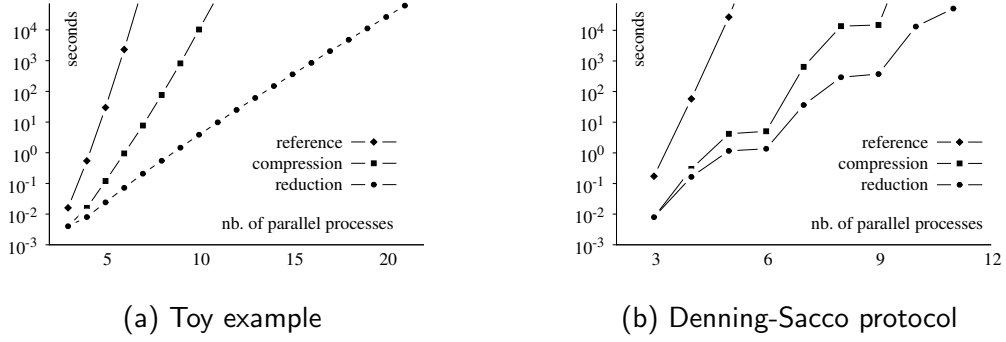 10^4
10^3
10^2
10^1
10^0
10^-1
10^-2
10^-3
seconds
reference
compression
reduction
nb. of parallel processes
5 10 15 20
(a) Toy example
10^4
10^3
10^2
10^1
10^0
10^-1
10^-2
10^-3
seconds
reference
compression
reduction
nb. of parallel processes
3 6 9 12
(b) Denning-Sacco protocol